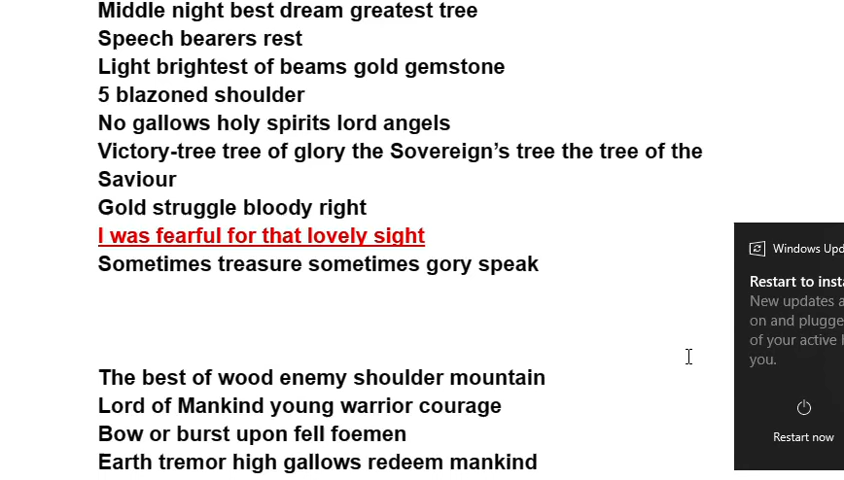 Middle night best dream greatest tree
Speech bearers rest
Light brightest of beams gold gemstone
5 blazoned shoulder
No gallows holy spirits lord angels
Victory-tree tree of glory the Sovereign's tree the tree of the
Saviour
Gold struggle bloody right
I was fearful for that lovely sight
Sometimes treasure sometimes gory speak
The best of wood enemy shoulder mountain
Lord of Mankind young warrior courage
Bow or burst upon fell foemen
Earth tremor high gallows redeem mankind
Windows Upd
Restart to inst
New updates a
on and plugge
of your active
you.
Restart now